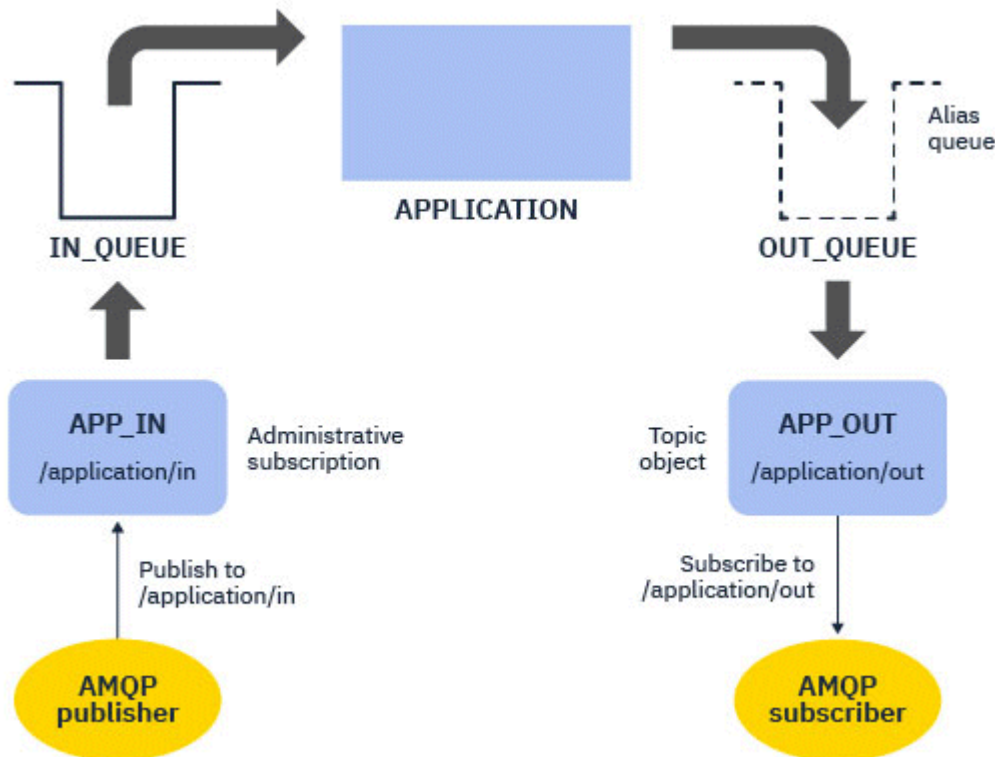 Alias
queue
IN_QUEUE
APPLICATION
OUT_QUEUE
APP_IN
/application/in
Administrative
subscription
Topic
object
APP_OUT
/application/out
Publish to
/application/in
Subscribe to
/application/out
AMQP
publisher
AMQP
subscriber